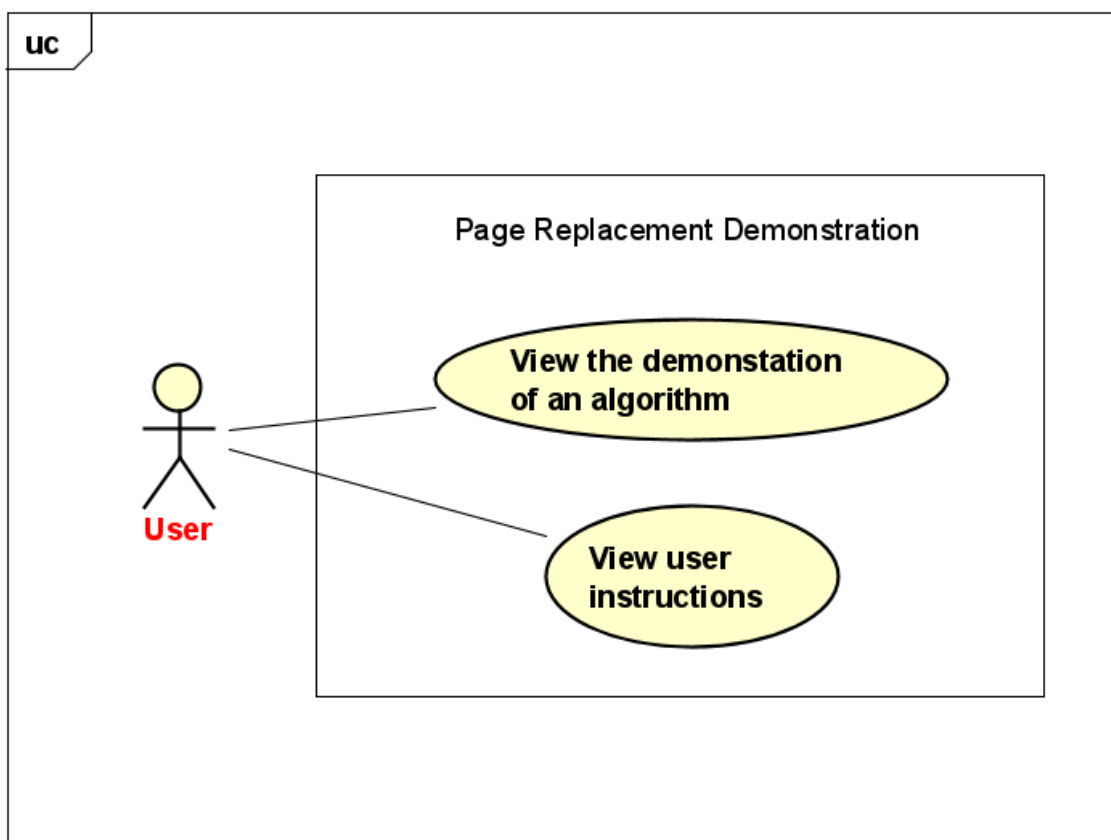 uc
Page Replacement Demonstration
View the demonstation
of an algorithm
User
View user
instructions